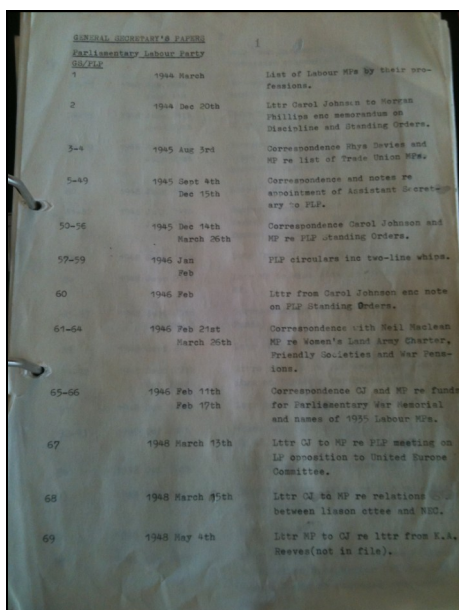 GENERAL SECRETARY'S PAPERS
Parliamentary Labour Party
GS/PLP
1 1944 March List of Labour MPs by their pro-
fessions.
2 1944 Dec 20th Lttr Carol Johnson to Morgan
Phillips enc memorandum on
Discipline and Standing Orders.
3-4 1945 Aug 3rd Correspondence Rhys Davies and
MP re list of Trade Union MPs.
5-49 1945 Sept 4th Correspondence and notes re
Dec 15th appointment of Assistant Secret-
ary to PLP.
50-56 1945 Dec 14th Correspondence Carol Johnson and
March 26th MP re PLP Standing Orders.
57-59 1946 Jan PLP circulars inc two-line whips.
Feb
60 1946 Feb Lttr from Carol Johnson enc note
on PLP Standing Orders.
61-64 1946 Feb 21st Correspondence with Neil Maclean
March 26th MP re Women's Land Army Charter,
Friendly Societies and War Pens-
ions.
65-66 1946 Feb 11th Correspondence CJ and MP re funds
Feb 17th for Parliamentary War Memorial
and names of 1935 Labour MPs.
67 1948 March 13th Lttr CJ to MP re PLP meeting on
LP opposition to United Europe
Committee.
68 1948 March 15th Lttr CJ to MP re relations
between liason cttee and NEC.
69 1948 May 4th Lttr MP to CJ re lttr from K.A.
Reeves(not in file).